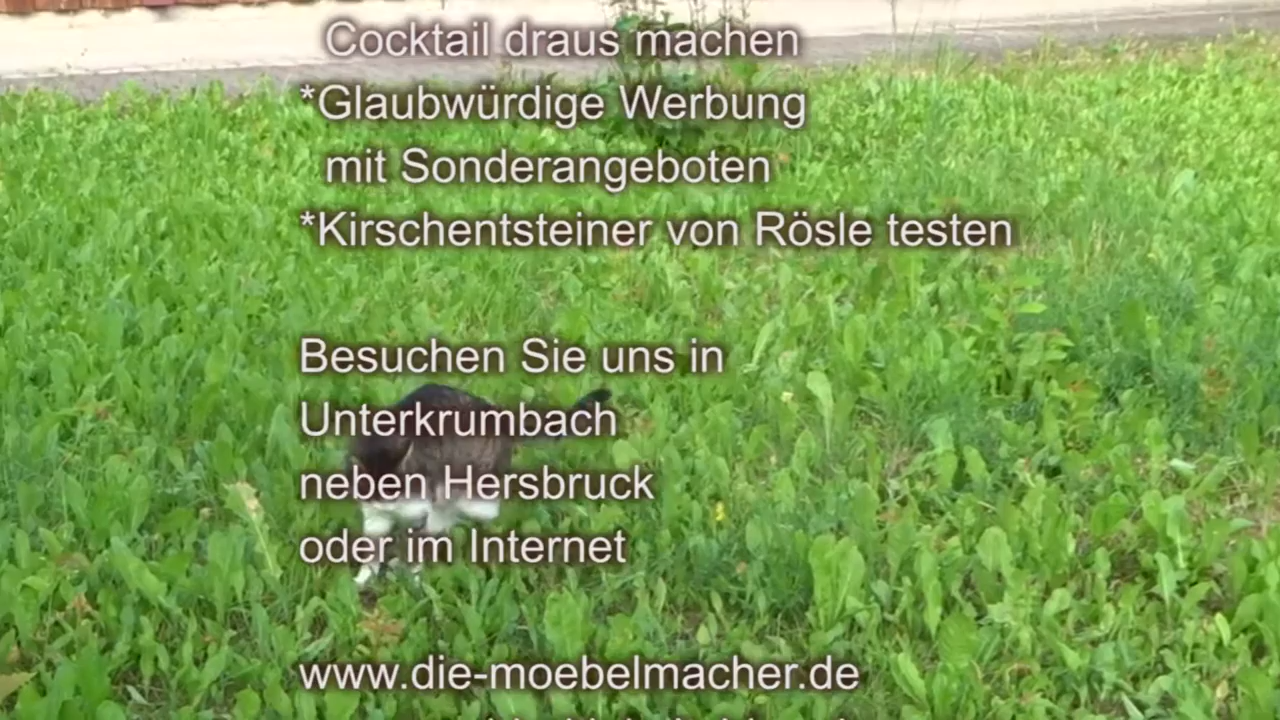 Cocktail draus machen
*Glaubwürdige Werbung
mit Sonderangeboten
*Kirschentsteiner von Rösle testen
Besuchen Sie uns in
Unterkrumbach
neben Hersbruck
oder im Internet
www.die-moebelmacher.de